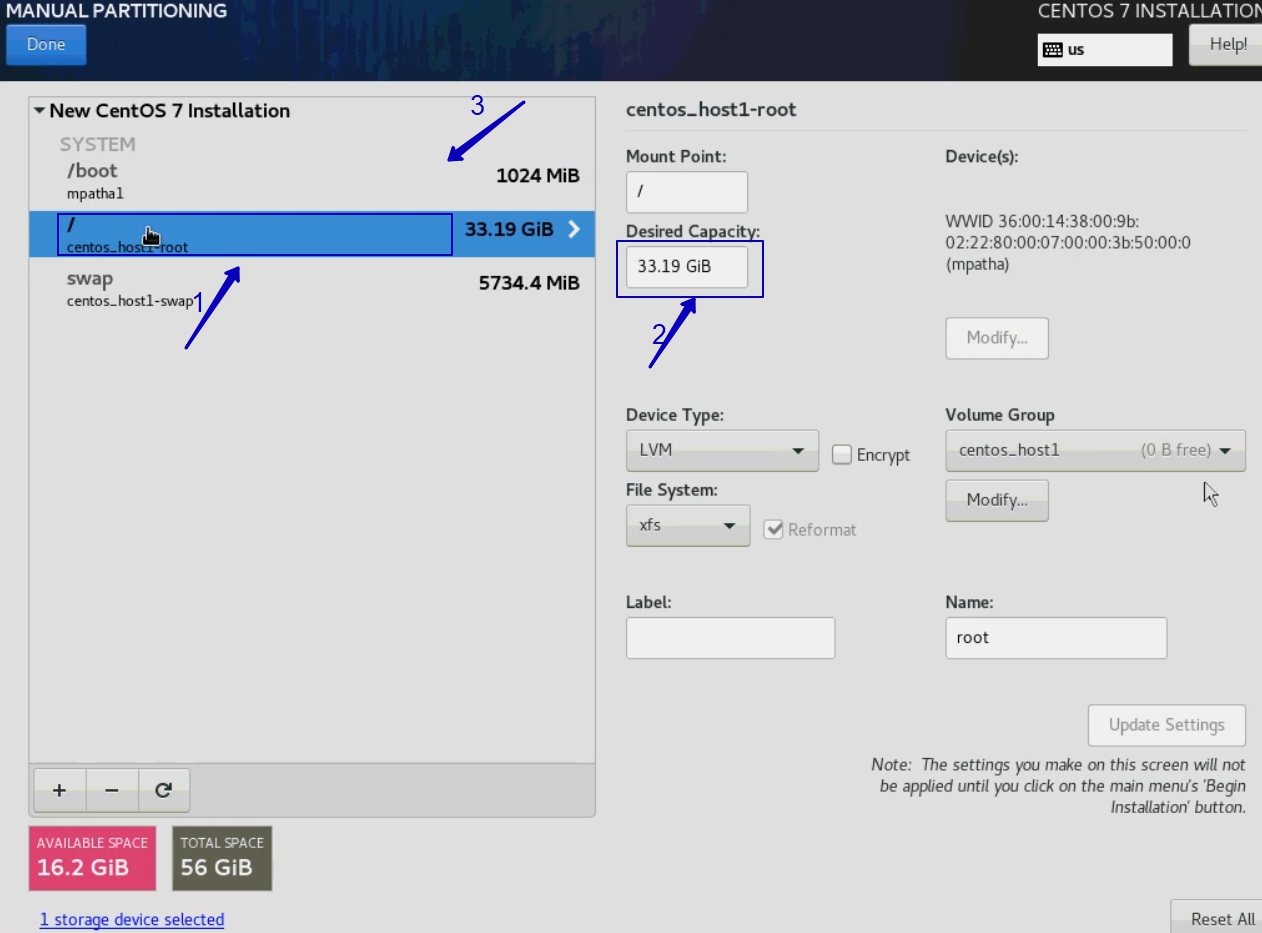 MANUAL PARTITIONING
CENTOS 7 INSTALLATION
Done
us
Help!
New CentOS 7 Installation
3
SYSTEM
/boot
1024 MiB
mpatha1
/
33.19 GiB
centos_host1-root
swap
5734.4 MiB
centos_host1-swap
1
centos_host1-root
Mount Point:
/
Desired Capacity:
33.19 GiB
2
Device(s):
WWID 36:00:14:38:00:9b:
02:22:80:00:07:00:00:3b:50:00:0
(mpatha)
Modify...
Device Type:
LVM
Encrypt
Volume Group
centos_host1 (0 B free)
File System:
xfs
Reformat
Modify...
Label:
Name:
root
Update Settings
Note: The settings you make on this screen will not
be applied until you click on the main menu's 'Begin
Installation' button.
+ −
AVAILABLE SPACE
16.2 GiB
TOTAL SPACE
56 GiB
1 storage device selected
Reset All